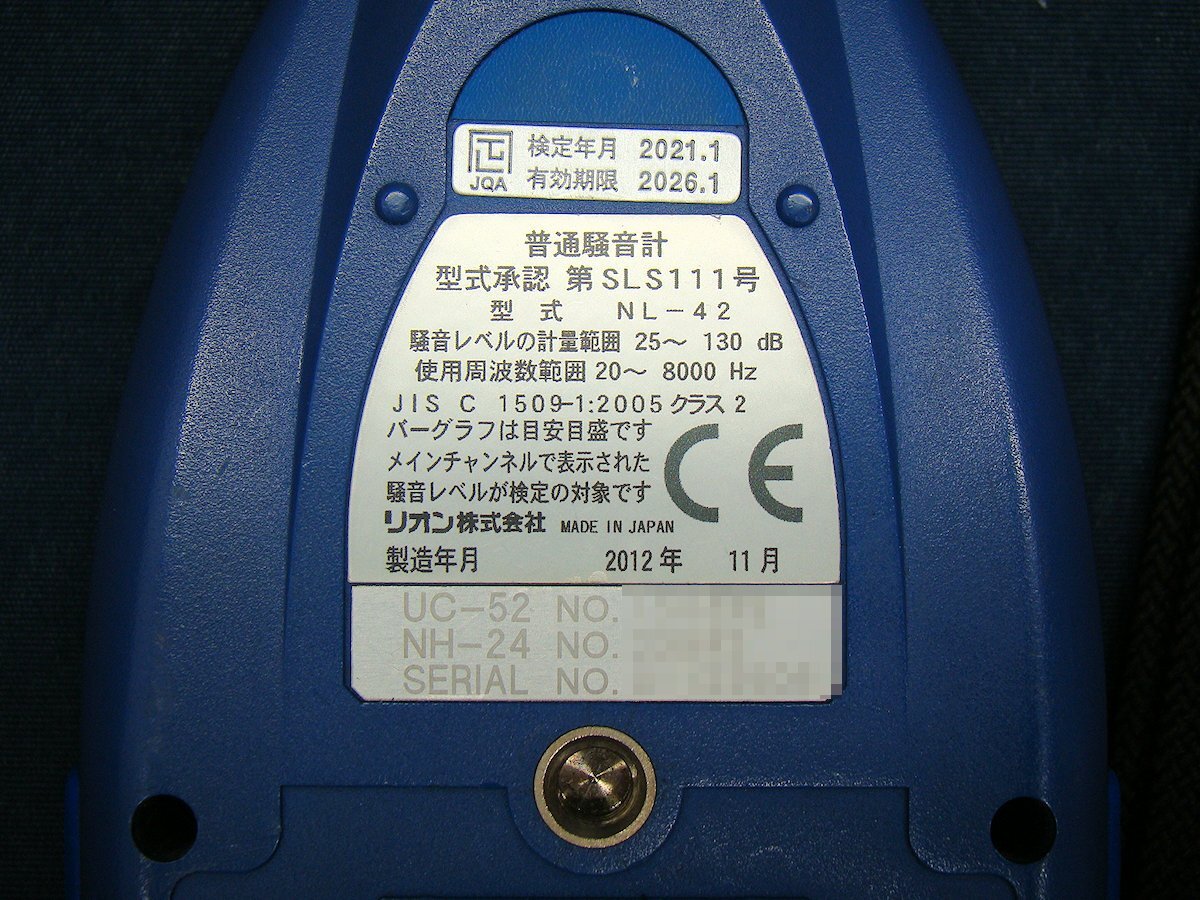 検定年月 2021.1
JQA 有効期限 2026.1
普通騒音計
型式承認 第SLS111号
型 式 NL-42
騒音レベルの計量範囲 25～ 130 dB
使用周波数範囲 20～ 8000 Hz
JIS C 1509-1:2005 クラス 2
バーグラフは目安目盛です
メインチャンネルで表示された
騒音レベルが検定の対象です
CE
リオン株式会社 MADE IN JAPAN
製造年月 2012年 11月
UC-52 NO.
NH-24 NO.
SERIAL NO.